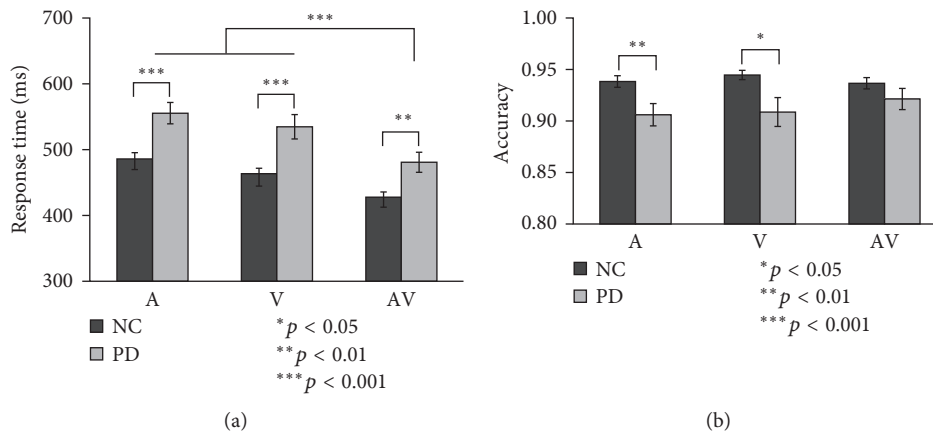 700
600
500
400
300
Response time (ms)
***
***
***
**
A V AV
NC
PD
*p < 0.05
**p < 0.01
***p < 0.001
(a)
1.00
0.95
0.90
0.85
0.80
Accuracy
**
*
A V AV
NC
PD
*p < 0.05
**p < 0.01
***p < 0.001
(b)